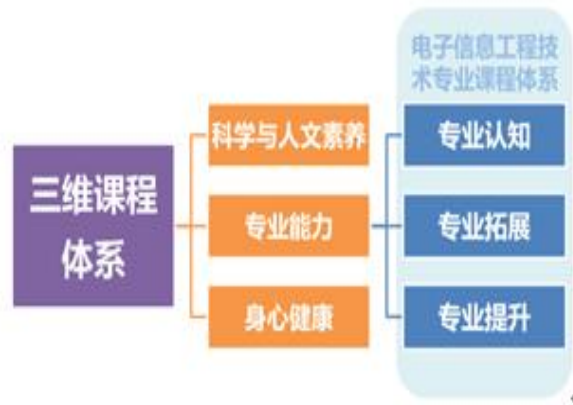 电子信息工程技
术专业课程体系
三维课程
体系
科学与人文素养
专业能力
身心健康
专业认知
专业拓展
专业提升